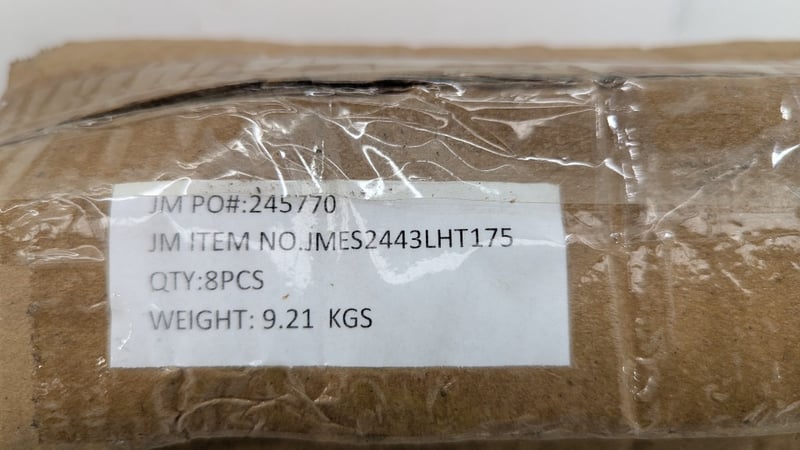 JM PO#:245770
JM ITEM NO.JMES2443LHT175
QTY:8PCS
WEIGHT: 9.21 KGS